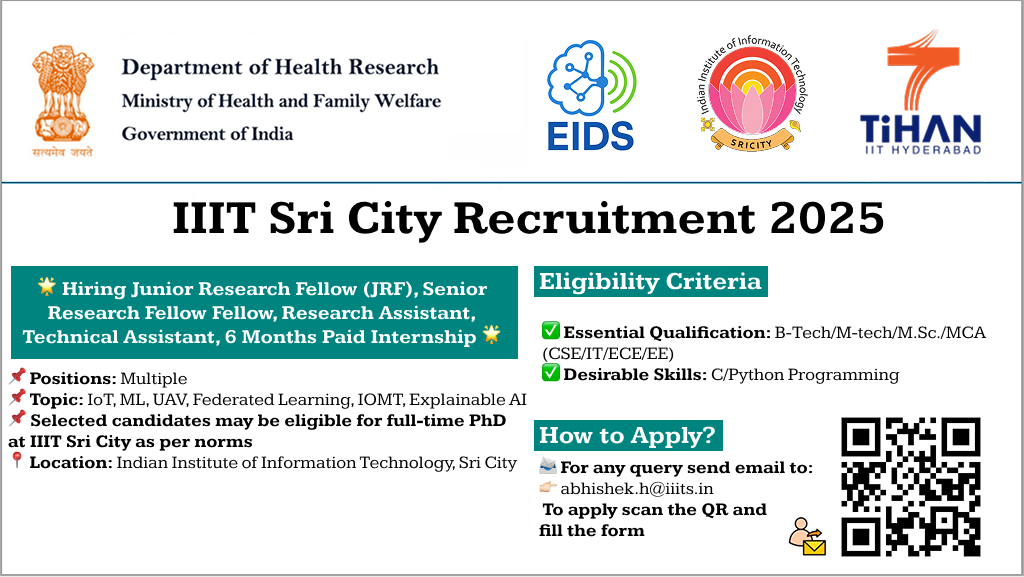 Department of Health Research
Ministry of Health and Family Welfare
Government of India
सत्यमेव जयते
EIDS
Indian Institute of Information Technology
SRICITY
TiHAN
IIT HYDERABAD
IIIT Sri City Recruitment 2025
🌟 Hiring Junior Research Fellow (JRF), Senior
Research Fellow Fellow, Research Assistant,
Technical Assistant, 6 Months Paid Internship 🌟
📌 Positions: Multiple
📌 Topic: IoT, ML, UAV, Federated Learning, IOMT, Explainable AI
📌 Selected candidates may be eligible for full-time PhD
at IIIT Sri City as per norms
📍 Location: Indian Institute of Information Technology, Sri City
Eligibility Criteria
✅ Essential Qualification: B-Tech/M-tech/M.Sc./MCA
(CSE/IT/ECE/EE)
✅ Desirable Skills: C/Python Programming
How to Apply?
📨 For any query send email to:
👉🏻 abhishek.h@iiits.in
To apply scan the QR and
fill the form